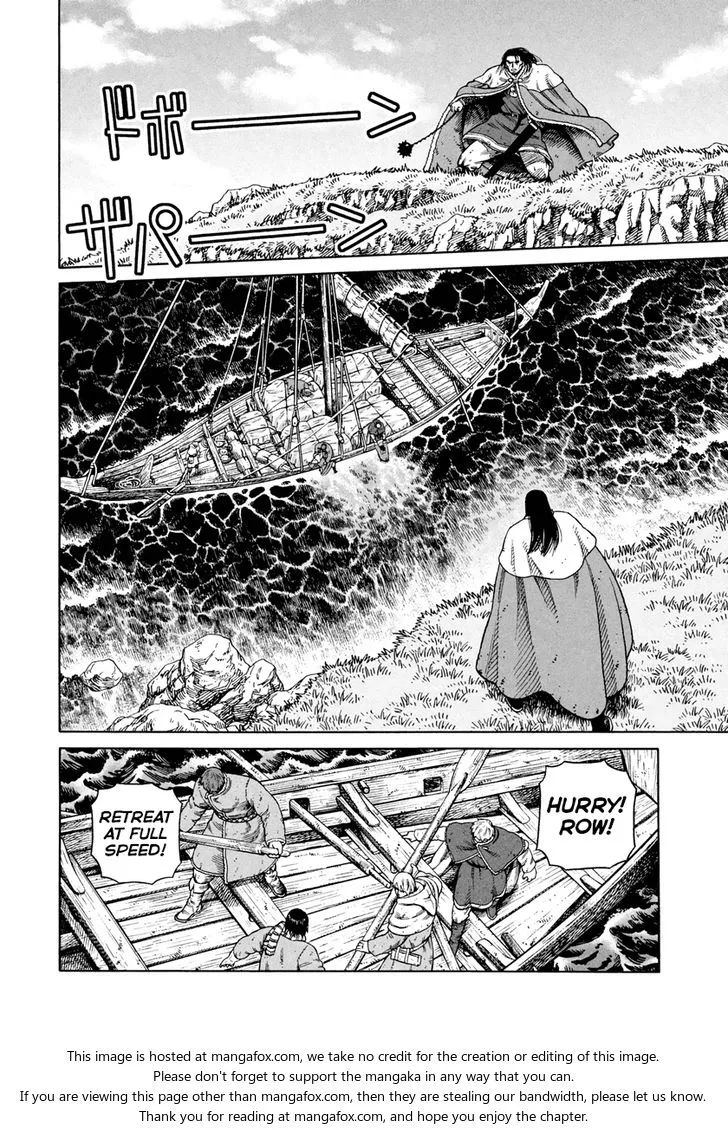 ドボーーン
ザバーーン
RETREAT
AT FULL
SPEED!
HURRY!
ROW!
This image is hosted at mangafox.com, we take no credit for the creation or editing of this image.
Please don't forget to support the mangaka in any way that you can.
If you are viewing this page other than mangafox.com, then they are stealing our bandwidth, please let us know.
Thank you for reading at mangafox.com, and hope you enjoy the chapter.